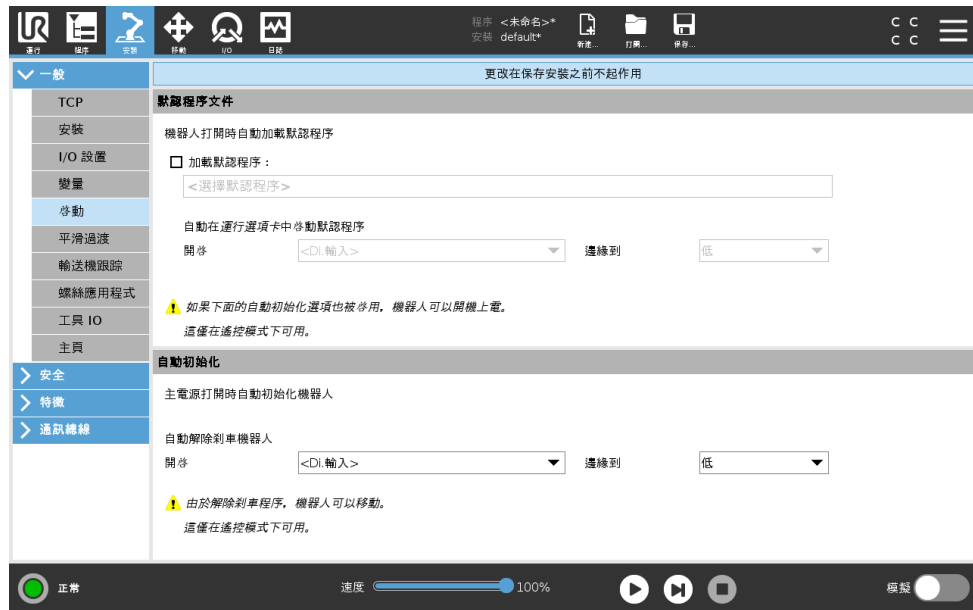 UR
運行
程序
安裝
移動
I/O
日誌
程序 <未命名>*
安裝 default*
新建...
打開...
保存...
C C
C C
一般
TCP
安裝
I/O 設置
變量
啓動
平滑過渡
輸送機跟踪
螺絲應用程式
工具 IO
主頁
安全
特徵
通訊總線
更改在保存安裝之前不起作用
默認程序文件
機器人打開時自動加載默認程序
加載默認程序：
<選擇默認程序>
自動在運行選項卡中啓動默認程序
開啓 <DI.輸入> 邊緣到 低
如果下面的自動初始化選項也被啓用，機器人可以開機上電。
這僅在遙控模式下可用。
自動初始化
主電源打開時自動初始化機器人
自動解除剎車機器人
開啓 <DI.輸入> 邊緣到 低
由於解除剎車程序，機器人可以移動。
這僅在遙控模式下可用。
正常
速度 100%
模擬